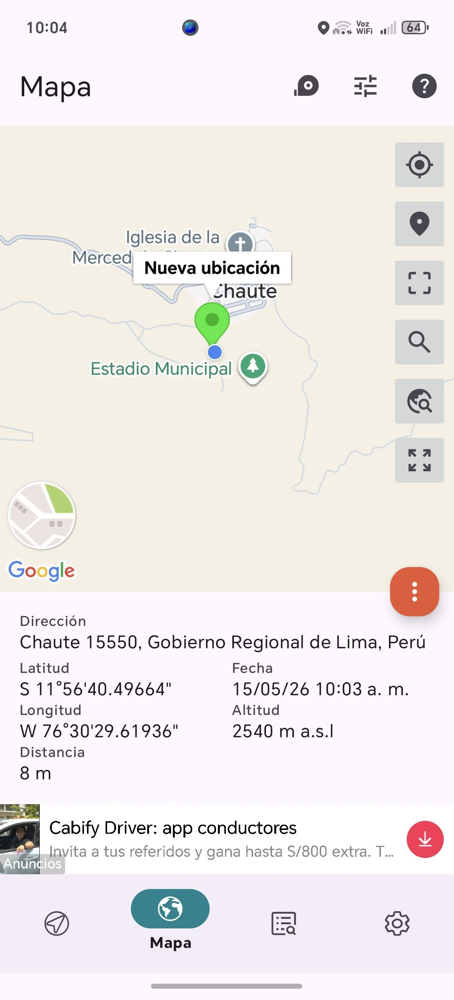 10:04
Voz
WiFi
64
Mapa
Iglesia de la
Merced
Nueva ubicación
Chaute
Estadio Municipal
Google
Dirección
Chaute 15550, Gobierno Regional de Lima, Perú
Latitud
Fecha
S 11°56'40.49664"
15/05/26 10:03 a. m.
Longitud
Altitud
W 76°30'29.61936"
2540 m a.s.l
Distancia
8 m
Cabify Driver: app conductores
Invita a tus referidos y gana hasta S/800 extra. T...
Anuncios
Mapa